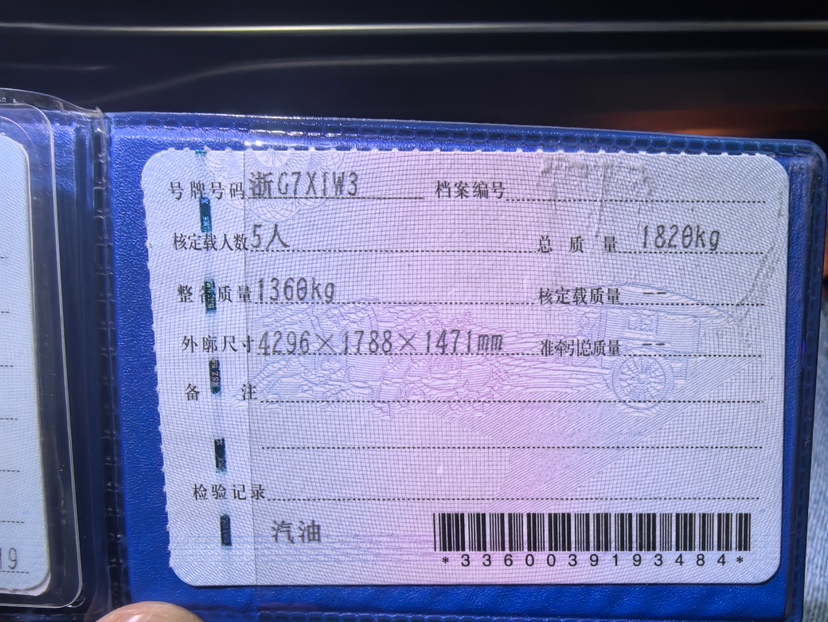 号牌号码 浙G7X1W3 档案编号
核定载人数 5人 总质量 1820kg
整备质量 1360kg 核定载质量 --
外廓尺寸 4296×1788×1471mm 准牵引总质量 --
备注
检验记录
汽油
*3360039193484*
19